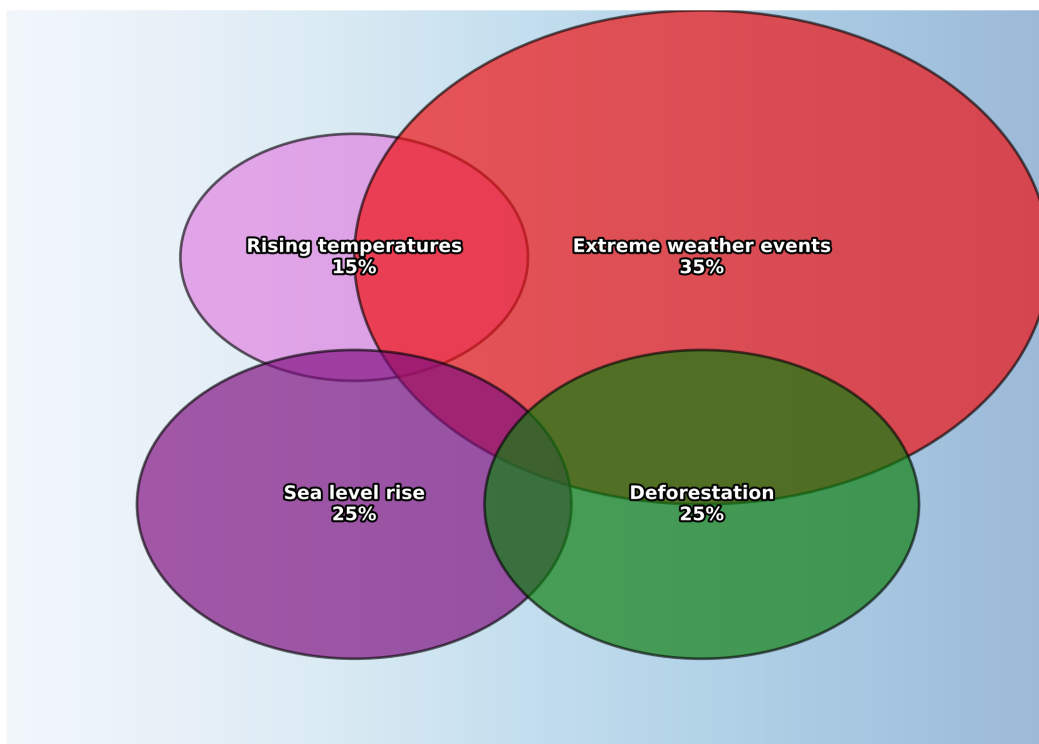 Rising temperatures
15%
Extreme weather events
35%
Sea level rise
25%
Deforestation
25%